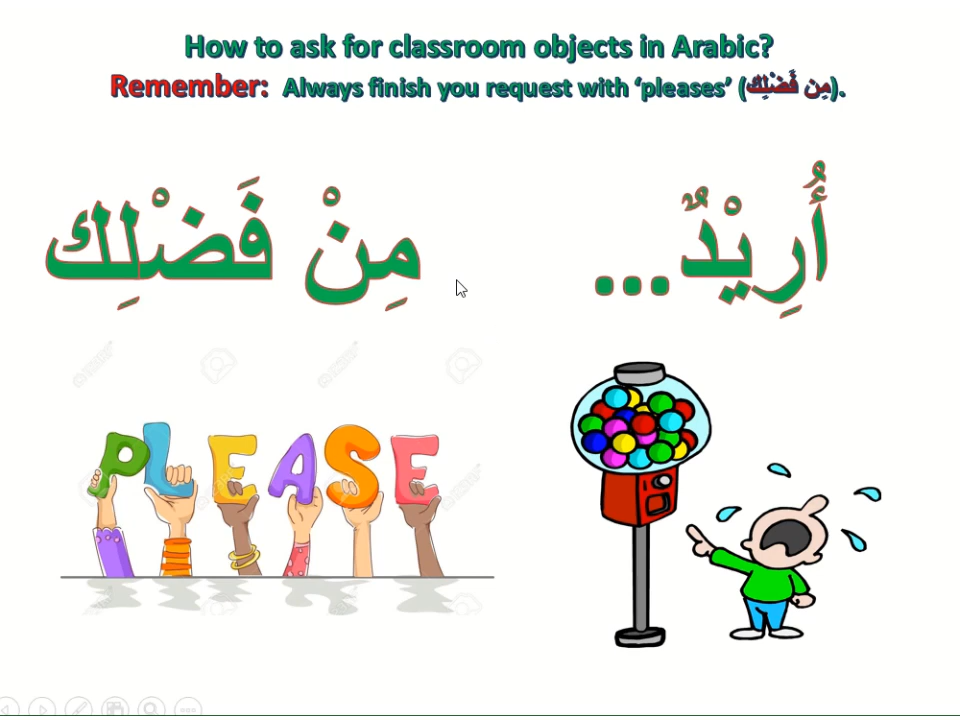 How to ask for classroom objects in Arabic?
Remember: Always finish you request with ‘pleases’ (مِن فَضْلِك).
أُرِيْدٌ...
مِنْ فَضْلِك
PLEASE